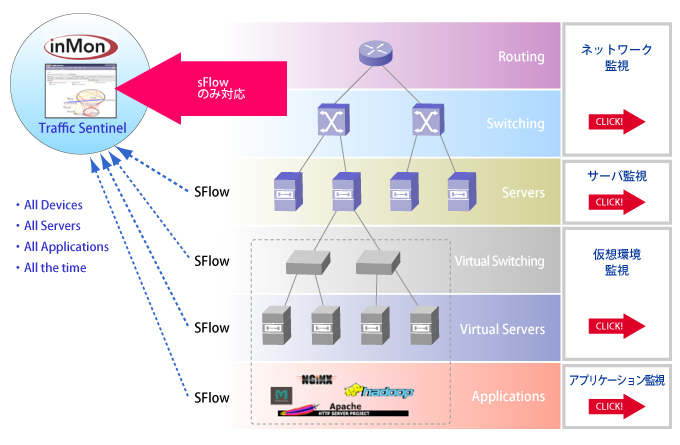 inMon
Traffic Sentinel
sFlow
のみ対応
・All Devices
・All Servers
・All Applications
・All the time
SFlow
SFlow
SFlow
SFlow
Routing
Switching
Servers
Virtual Switching
Virtual Servers
Applications
NGiNX
M
hadoop
Apache
HTTP SERVER PROJECT
ネットワーク
監視
CLICK!
サーバ監視
CLICK!
仮想環境
監視
CLICK!
アプリケーション監視
CLICK!